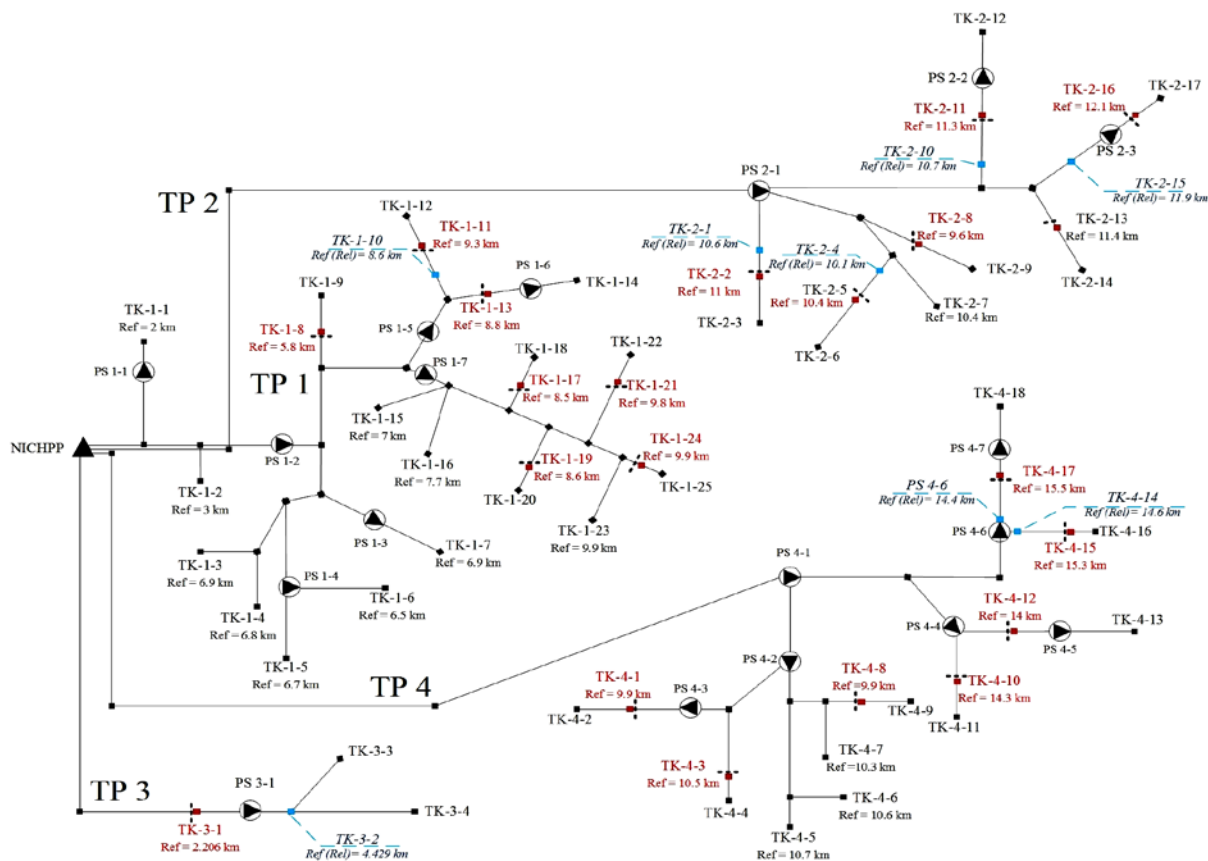 TK-2-12
PS 2-2
TK-2-11
Ref = 11.3 km
TK-2-16
Ref = 12.1 km
TK-2-17
PS 2-3
TK-2-10
Ref (Rel)= 10.7 km
TK-2-15
Ref (Rel)= 11.9 km
PS 2-1
TP 2
TK-1-12
TK-1-11
Ref = 9.3 km
TK-1-10
Ref (Rel)= 8.6 km
TK-2-1
Ref (Rel)= 10.6 km
TK-2-4
Ref (Rel)= 10.1 km
TK-2-8
Ref = 9.6 km
TK-2-13
Ref = 11.4 km
TK-2-9
TK-2-14
TK-2-2
Ref = 11 km
TK-2-5
Ref = 10.4 km
TK-2-7
Ref = 10.4 km
TK-2-3
TK-2-6
TK-1-9
PS 1-6
TK-1-14
TK-1-13
Ref = 8.8 km
TK-1-1
Ref = 2 km
TK-1-8
Ref = 5.8 km
PS 1-5
PS 1-1
TP 1
PS 1-7
TK-1-18
TK-1-22
TK-1-17
Ref = 8.5 km
TK-1-21
Ref = 9.8 km
TK-1-15
Ref = 7 km
NICHPP
PS 1-2
TK-1-16
Ref = 7.7 km
TK-1-19
Ref = 8.6 km
TK-1-24
Ref = 9.9 km
TK-1-25
TK-1-20
TK-1-2
Ref = 3 km
TK-1-23
Ref = 9.9 km
TK-4-18
PS 4-7
TK-4-17
Ref = 15.5 km
PS 4-6
Ref (Rel)= 14.4 km
TK-4-14
Ref (Rel)= 14.6 km
PS 4-6
TK-4-16
TK-4-15
Ref = 15.3 km
PS 1-3
TK-1-7
Ref = 6.9 km
TK-1-3
Ref = 6.9 km
PS 1-4
TK-1-6
Ref = 6.5 km
TK-1-4
Ref = 6.8 km
TK-1-5
Ref = 6.7 km
PS 4-1
TK-4-12
Ref = 14 km
TK-4-13
PS 4-4
PS 4-5
TP 4
PS 4-2
TK-4-1
Ref = 9.9 km
PS 4-3
TK-4-8
Ref =9.9 km
TK-4-10
Ref = 14.3 km
TK-4-2
TK-4-9
TK-4-11
TK-4-7
Ref =10.3 km
TK-4-3
Ref = 10.5 km
TK-4-4
TK-4-6
Ref = 10.6 km
TK-4-5
Ref = 10.7 km
TP 3
TK-3-3
PS 3-1
TK-3-4
TK-3-1
Ref = 2.206 km
TK-3-2
Ref (Rel)= 4.429 km